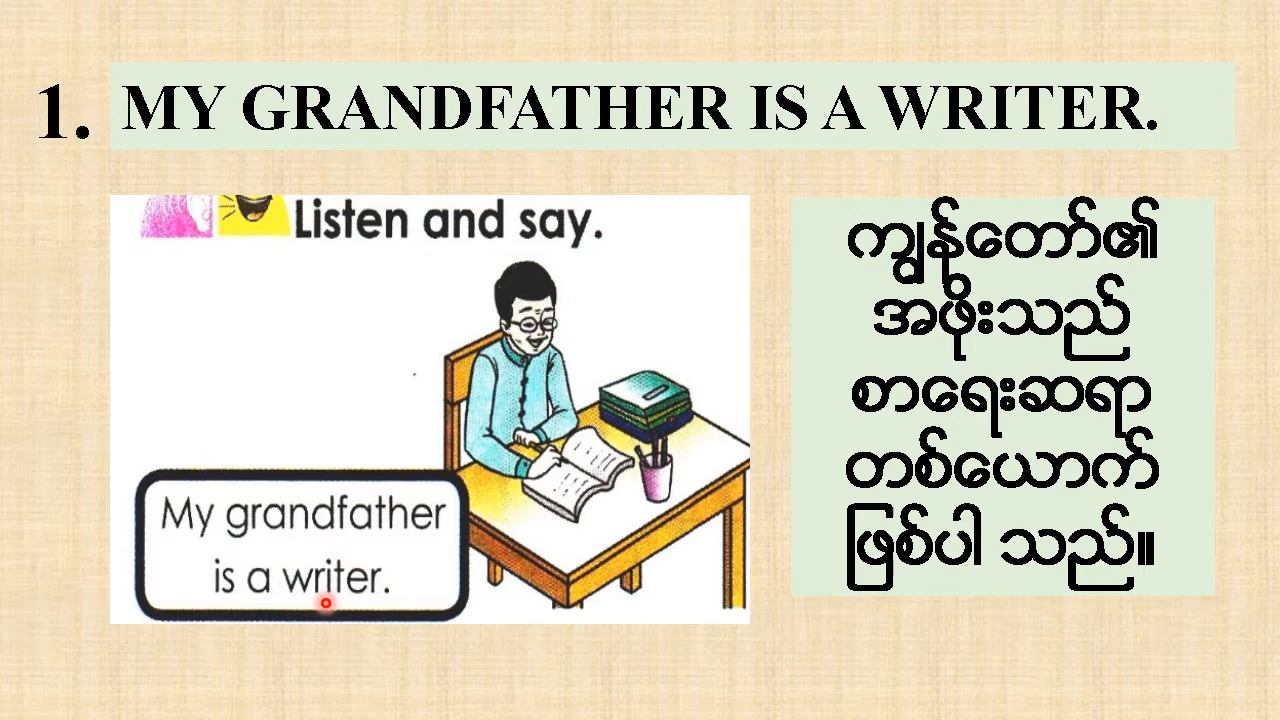 1. MY GRANDFATHER IS A WRITER.
Listen and say.
My grandfather
is a writer.
ကျွန်တော်၏
အဖိုးသည်
စာရေးဆရာ
တစ်ယောက်
ဖြစ်ပါ သည်။